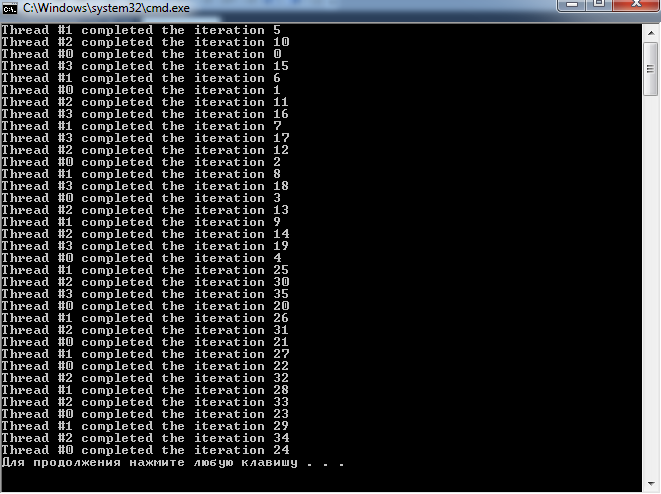 C:\Windows\system32\cmd.exe
Thread #1 completed the iteration 5
Thread #2 completed the iteration 10
Thread #0 completed the iteration 0
Thread #3 completed the iteration 15
Thread #1 completed the iteration 6
Thread #0 completed the iteration 1
Thread #2 completed the iteration 11
Thread #3 completed the iteration 16
Thread #1 completed the iteration 7
Thread #3 completed the iteration 17
Thread #2 completed the iteration 12
Thread #0 completed the iteration 2
Thread #1 completed the iteration 8
Thread #3 completed the iteration 18
Thread #0 completed the iteration 3
Thread #2 completed the iteration 13
Thread #1 completed the iteration 9
Thread #2 completed the iteration 14
Thread #3 completed the iteration 19
Thread #0 completed the iteration 4
Thread #1 completed the iteration 25
Thread #2 completed the iteration 30
Thread #3 completed the iteration 35
Thread #0 completed the iteration 20
Thread #1 completed the iteration 26
Thread #2 completed the iteration 31
Thread #0 completed the iteration 21
Thread #1 completed the iteration 27
Thread #0 completed the iteration 22
Thread #2 completed the iteration 32
Thread #1 completed the iteration 28
Thread #2 completed the iteration 33
Thread #0 completed the iteration 23
Thread #1 completed the iteration 29
Thread #2 completed the iteration 34
Thread #0 completed the iteration 24
Для продолжения нажмите любую клавишу . . .